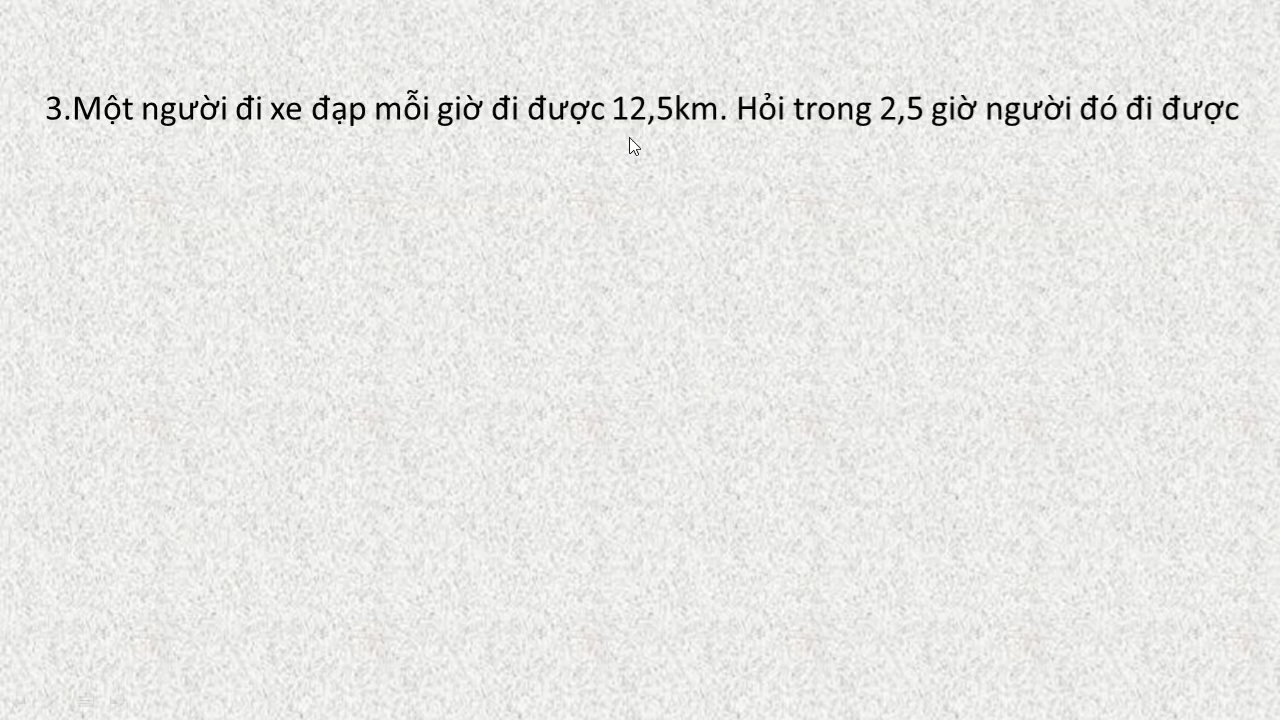 3.Một người đi xe đạp mỗi giờ đi được 12,5km. Hỏi trong 2,5 giờ người đó đi được